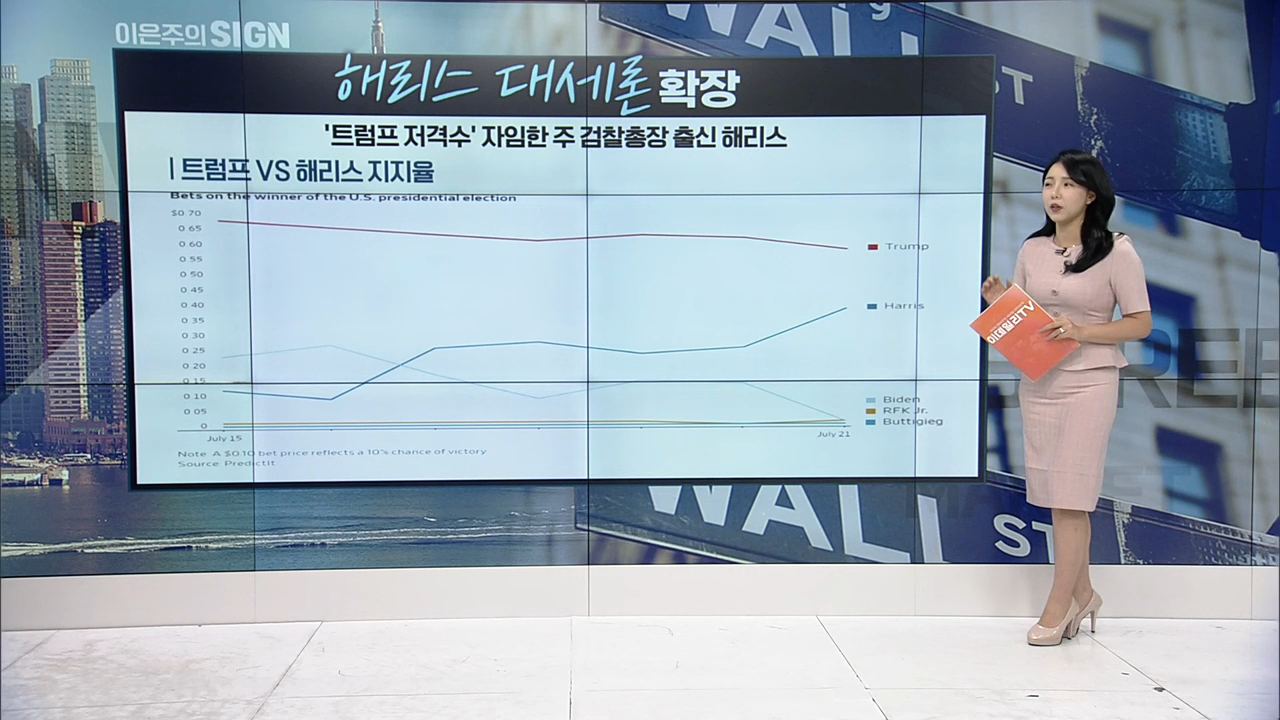 이은주의 SIGN
해리스 대세론 확장
'트럼프 저격수' 자임한 주 검찰총장 출신 해리스
트럼프 VS 해리스 지지율
Bets on the winner of the U.S. presidential election
$0 70
0 65
0 60
0 55
0 50
0 45
0 40
0 35
0 30
0 25
0 20
0 15
0 10
0 05
0
Trump
Harris
Biden
RFK Jr.
Buttigieg
July 15
July 21
Note A $0.10 bet price reflects a 10% chance of victory
Source PredictIt
이데일리TV
WALL
ST
WALL
ST